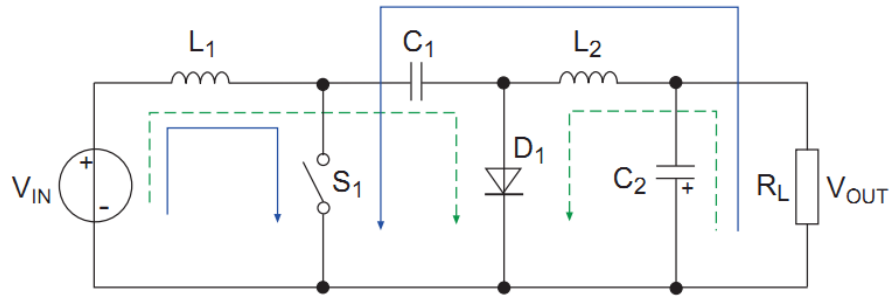 L1
C1
L2
+
VIN
-
S1
D1
C2
+
RL
VOUT